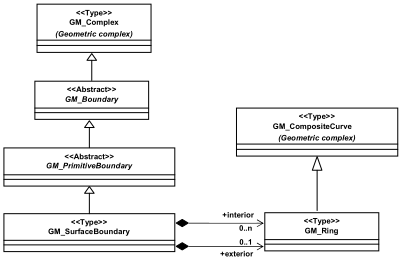 <<Type>>
GM_Complex
(Geometric complex)
<<Abstract>>
GM_Boundary
<<Abstract>>
GM_PrimitiveBoundary
<<Type>>
GM_CompositeCurve
(Geometric complex)
<<Type>>
GM_SurfaceBoundary
+interior
0..n
0..1
+exterior
<<Type>>
GM_Ring